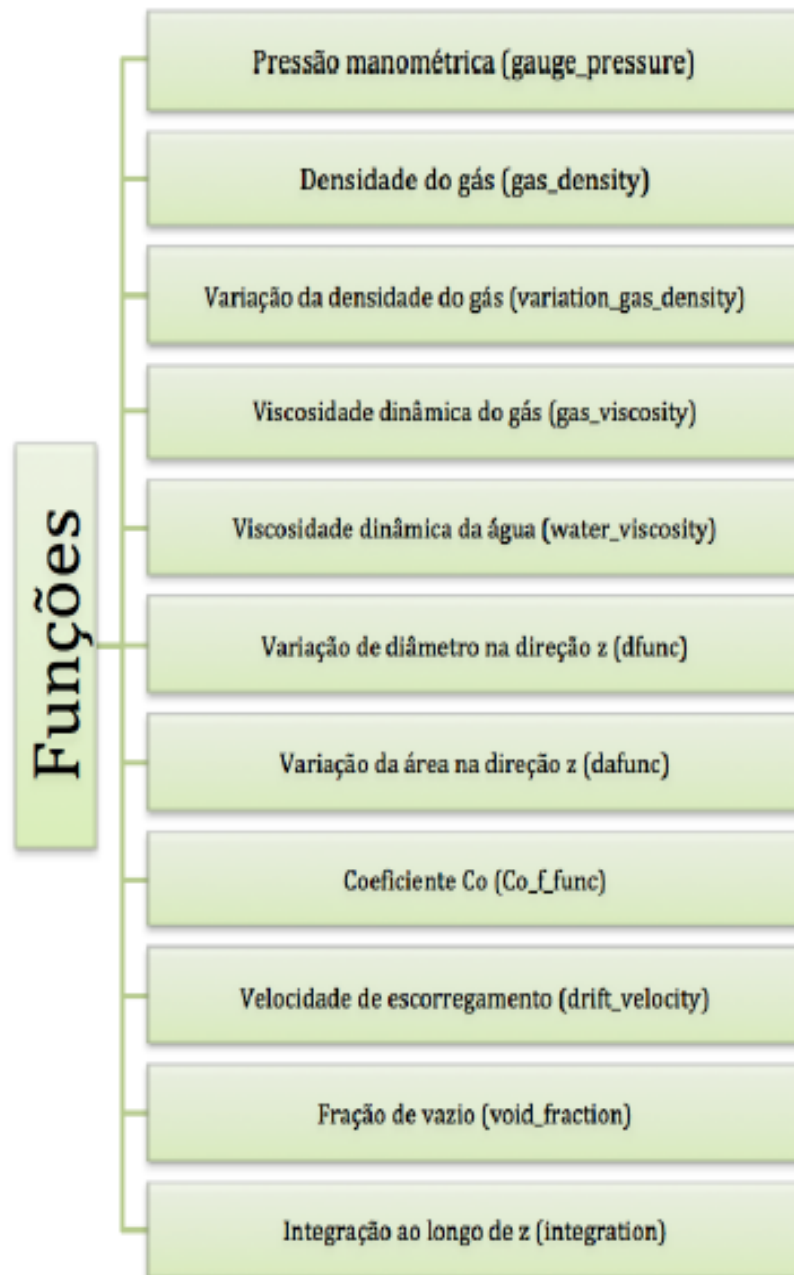 Funções
Pressão manométrica (gauge_pressure)
Densidade do gás (gas_density)
Variação da densidade do gás (variation_gas_density)
Viscosidade dinâmica do gás (gas_viscosity)
Viscosidade dinâmica da água (water_viscosity)
Variação de diâmetro na direção z (dfunc)
Variação da área na direção z (dafunc)
Coeficiente Co (Co_f_func)
Velocidade de escorregamento (drift_velocity)
Fração de vazio (void_fraction)
Integração ao longo de z (integration)